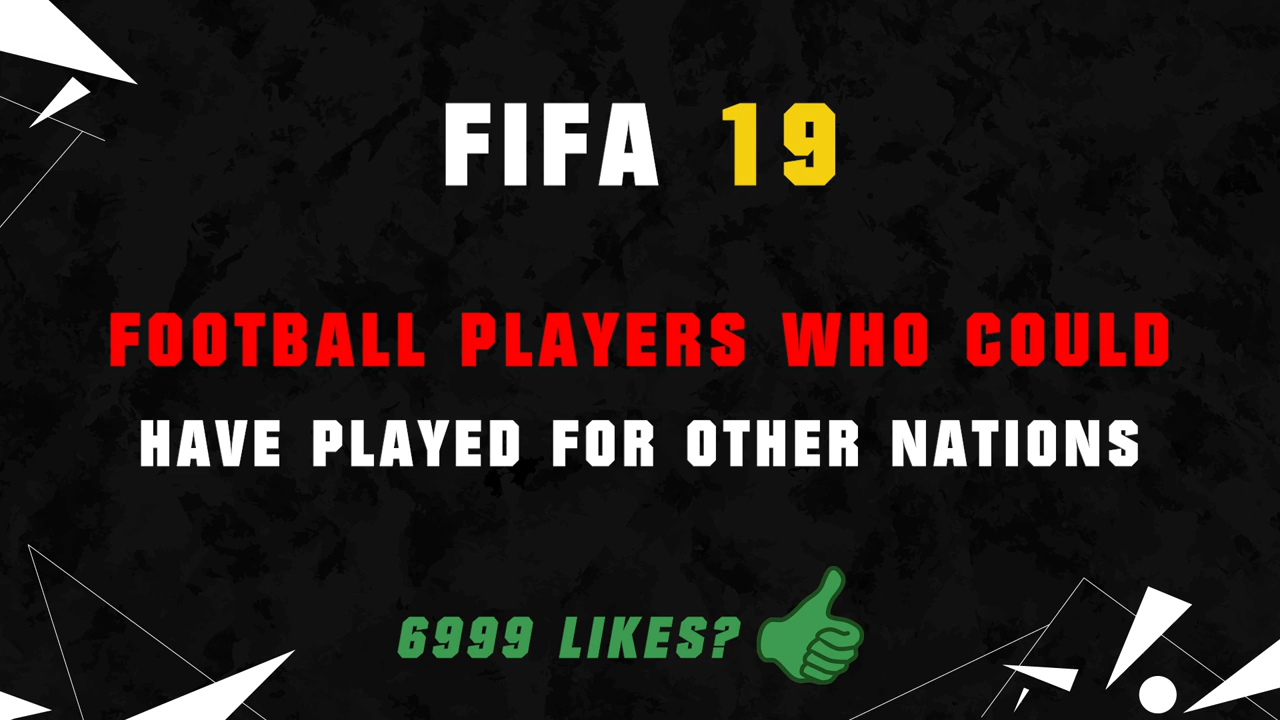 FIFA 19
FOOTBALL PLAYERS WHO COULD
HAVE PLAYED FOR OTHER NATIONS
6999 LIKES?